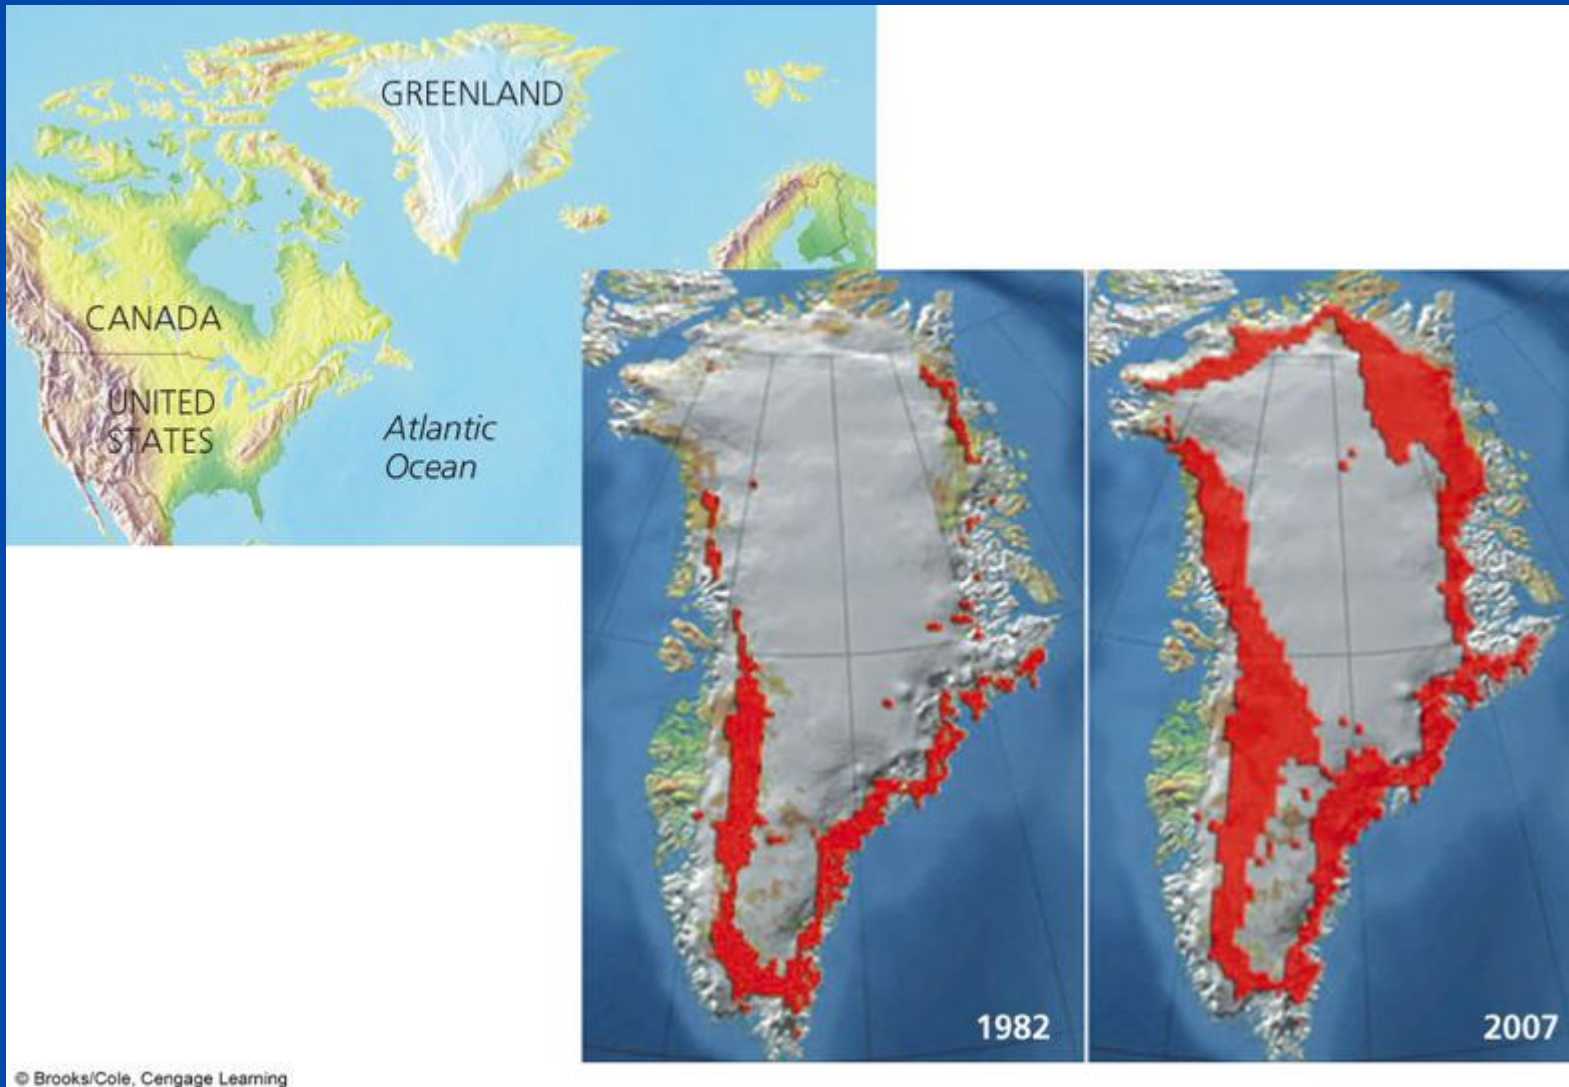 GREENLAND
CANADA
UNITED
STATES
Atlantic
Ocean
1982
2007
© Brooks/Cole, Cengage Learning